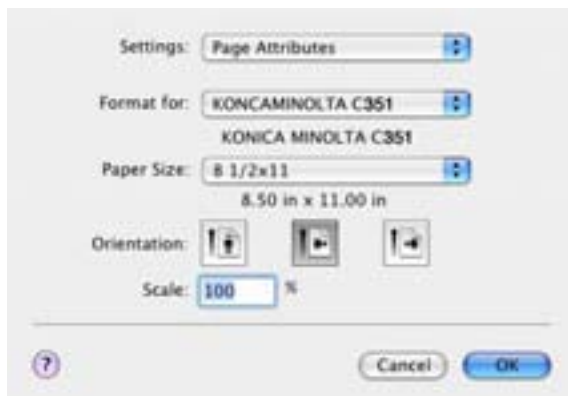 Settings: Page Attributes
Format for: KONCAMINOLTA C351
KONICA MINOLTA C351
Paper Size: 8 1/2x11
8.50 in x 11.00 in
Orientation:
Scale: 100 %
? Cancel OK